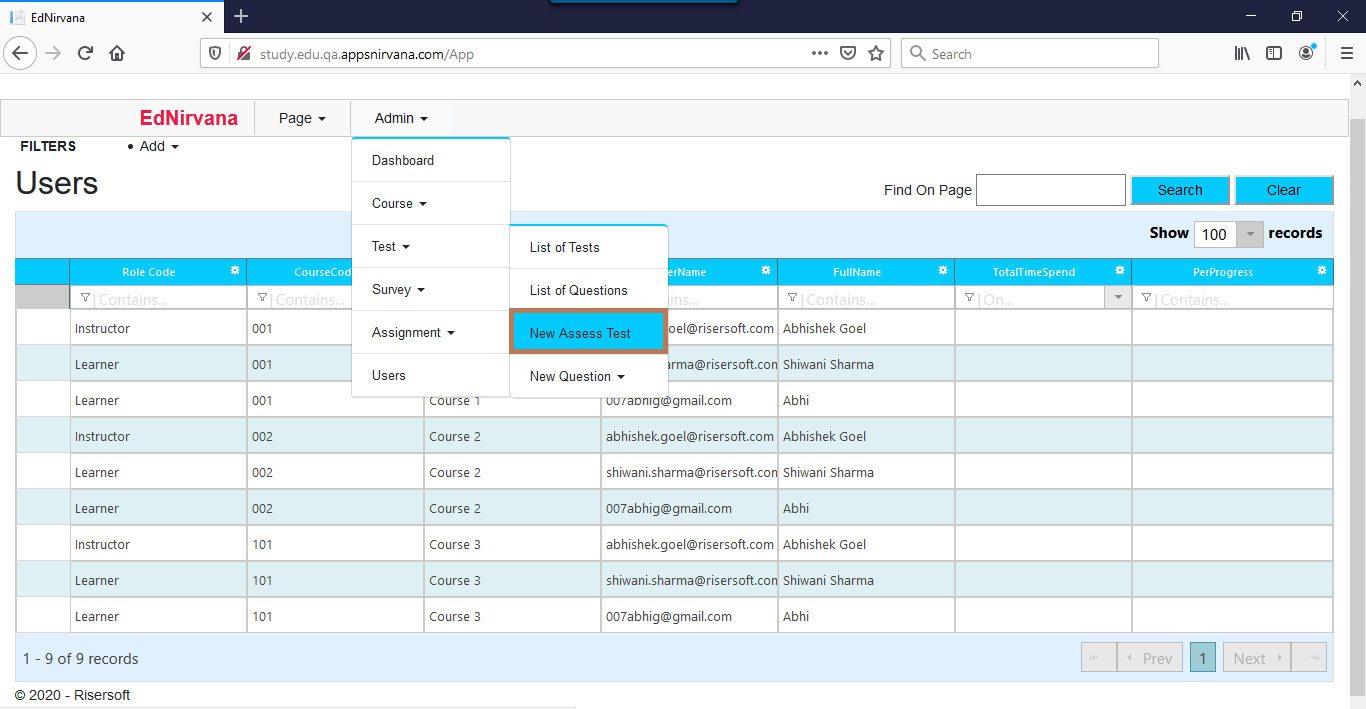 EdNirvana
study.edu.qa.appsnirvana.com/App
Search
EdNirvana Page Admin
FILTERS • Add
Dashboard
Course
Test
Survey
Assignment
Users
List of Tests
List of Questions
New Assess Test
New Question
Users
Find On Page Search Clear
Show 100 records
Role Code CourseCod erName FullName TotalTimeSpend PerProgress
Contains... Contains... ns... Contains... On... Contains...
Instructor 001 oel@risersoft.com Abhishek Goel
Learner 001 rma@risersoft.com Shiwani Sharma
Learner 001 Course 1 007abhig@gmail.com Abhi
Instructor 002 Course 2 abhishek.goel@risersoft.com Abhishek Goel
Learner 002 Course 2 shiwani.sharma@risersoft.con Shiwani Sharma
Learner 002 Course 2 007abhig@gmail.com Abhi
Instructor 101 Course 3 abhishek.goel@risersoft.com Abhishek Goel
Learner 101 Course 3 shiwani.sharma@risersoft.con Shiwani Sharma
Learner 101 Course 3 007abhig@gmail.com Abhi
1 - 9 of 9 records Prev 1 Next
© 2020 - Risersoft